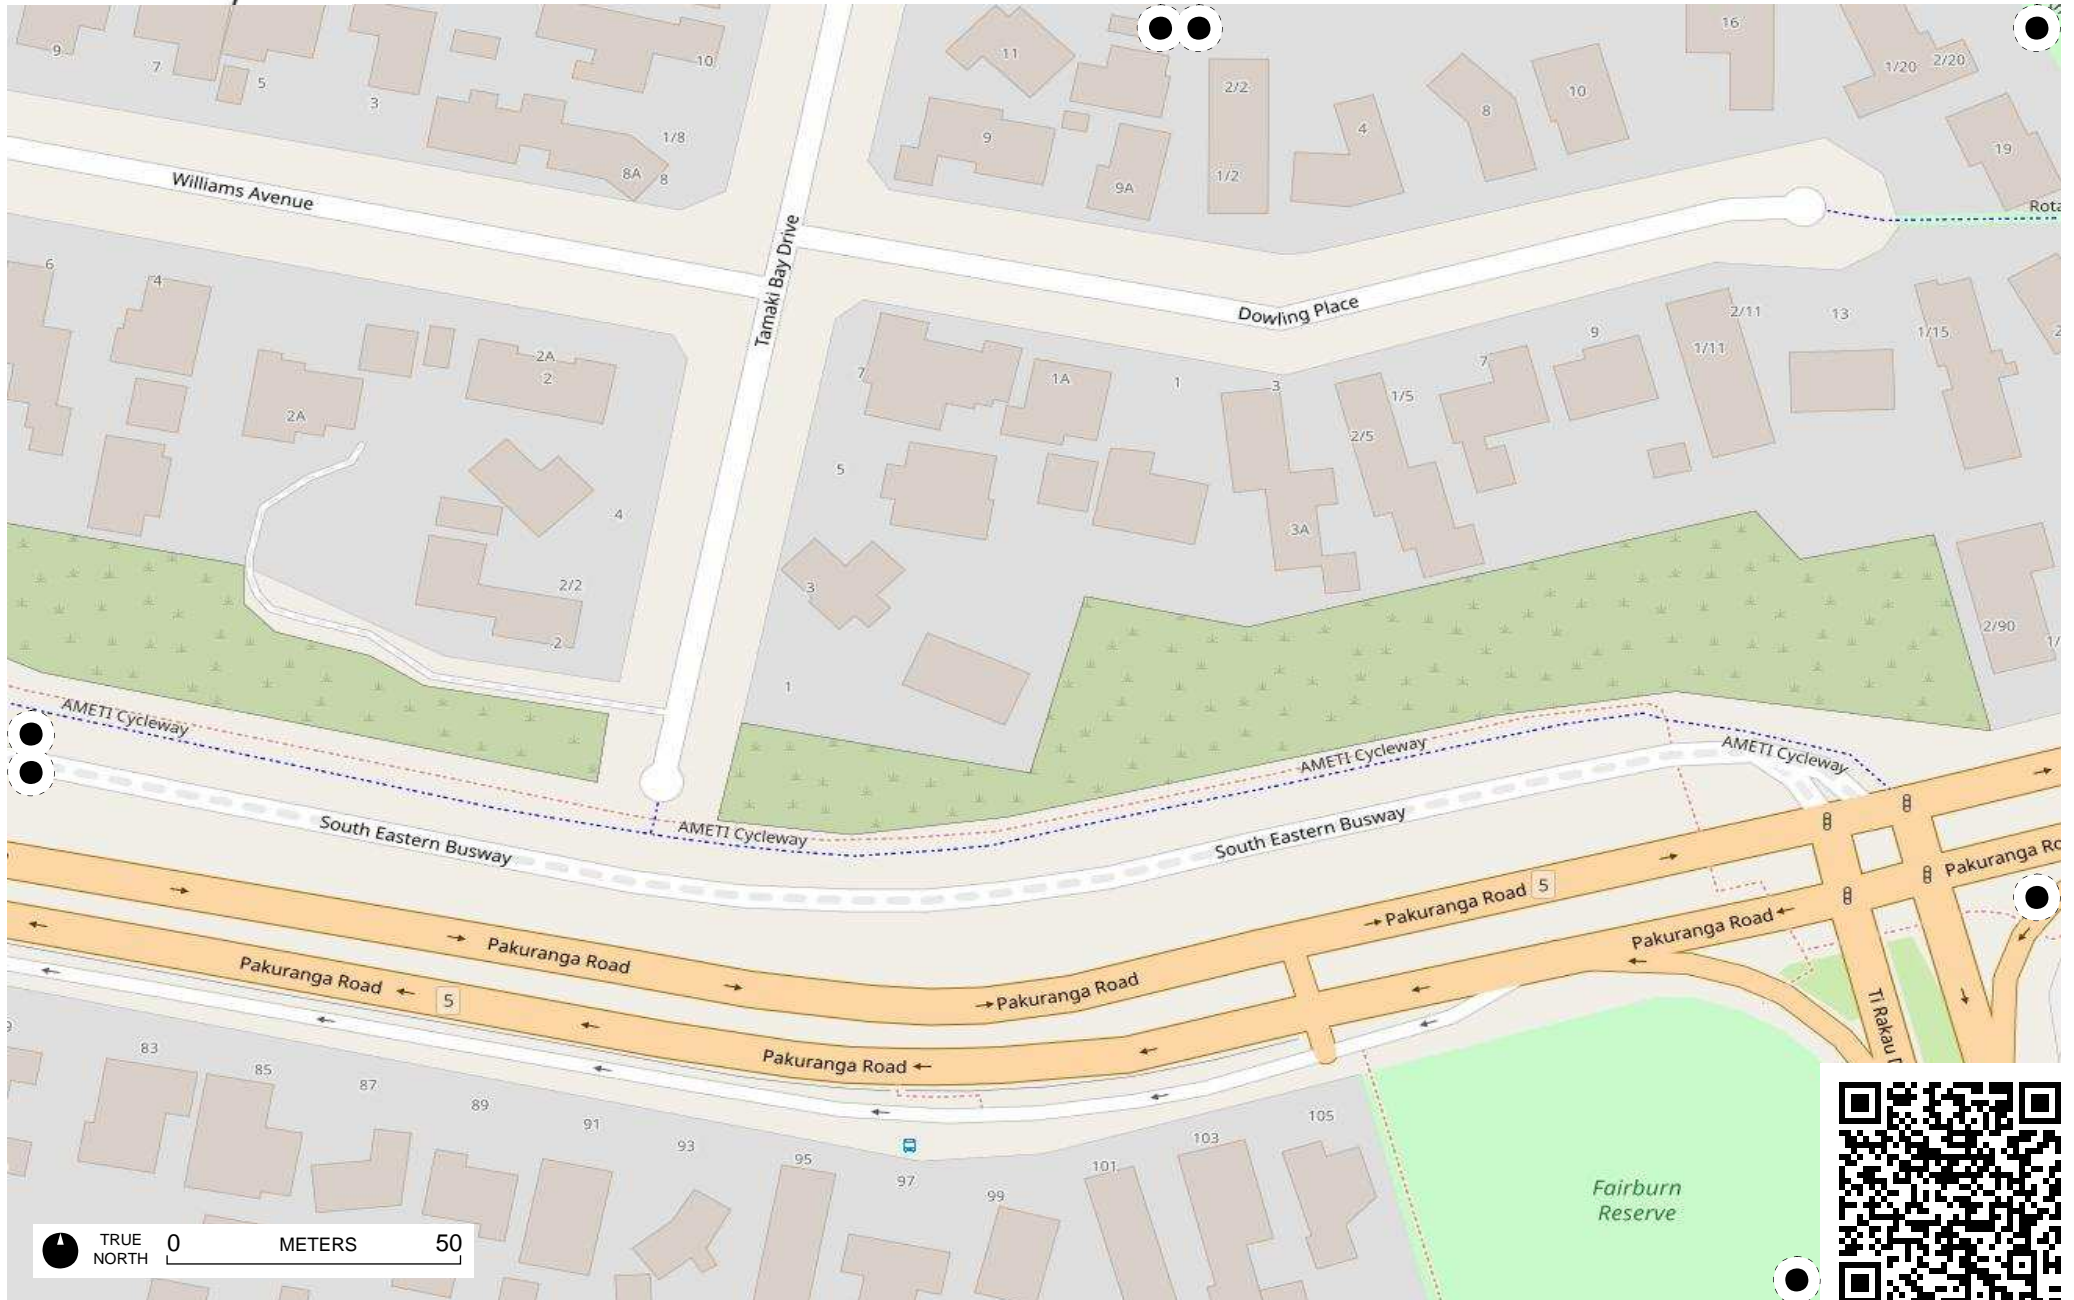 9
7
5
3
10
1/8
8A
8
11
9
9A
2/2
1/2
4
8
10
16
1/20
2/20
19
Rota
Williams Avenue
Tamaki Bay Drive
Dowling Place
6
4
2A
2A
2
4
2/2
2
7
1A
1
3
5
3
1
3A
1/5
2/5
7
9
1/11
2/11
13
1/15
2/90
AMETI Cycleway
AMETI Cycleway
AMETI Cycleway
AMETI Cycleway
South Eastern Busway
South Eastern Busway
Pakuranga Road
Pakuranga Road
Pakuranga Road
Pakuranga Road 5
Pakuranga Road
Pakuranga Road
5
Pakuranga Ro
Ti Rakau D
83
85
87
89
91
93
95
97
99
101
103
105
Fairburn
Reserve
TRUE
NORTH
0
METERS
50